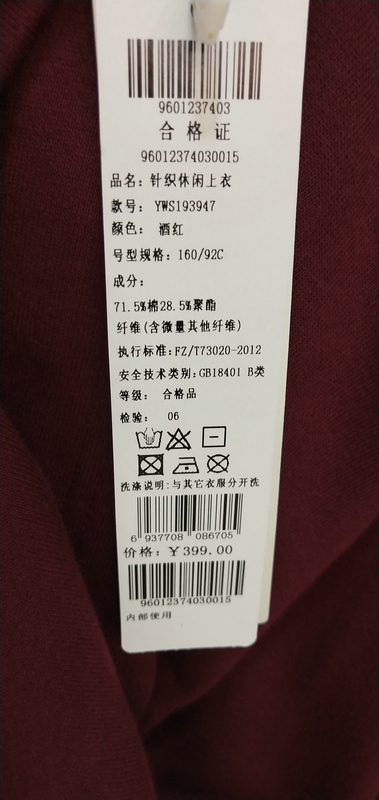 9601237403
合格证
96012374030015
品名：针织休闲上衣
款号：YWS193947
颜色：酒红
号型规格：160/92C
成分：
71.5%棉28.5%聚酯
纤维(含微量其他纤维)
执行标准:FZ/T73020-2012
安全技术类别:GB18401 B类
等级：合格品
检验：06
洗涤说明:与其它衣服分开洗
6 937708 086705
价格：￥399.00
96012374030015
内部使用